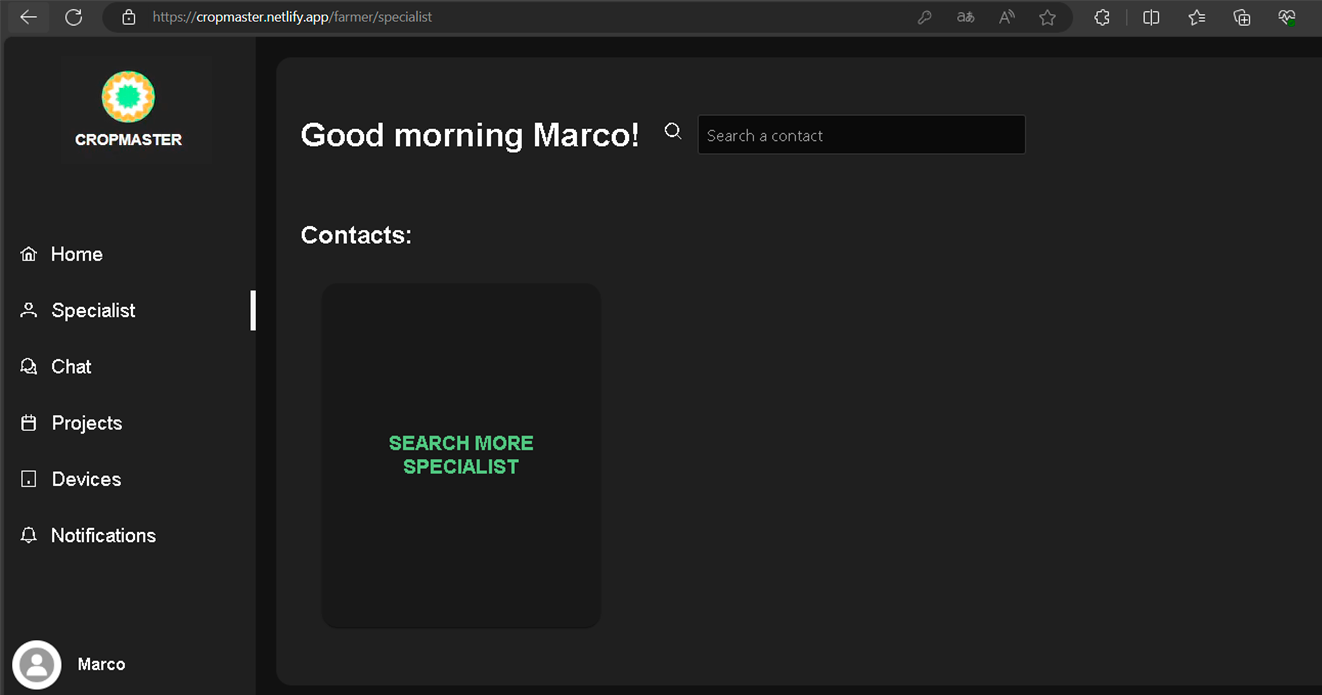 https://cropmaster.netlify.app/farmer/specialist
CROPMASTER
Good morning Marco!
Search a contact
Contacts:
Home
Specialist
Chat
Projects
Devices
Notifications
SEARCH MORE
SPECIALIST
Marco